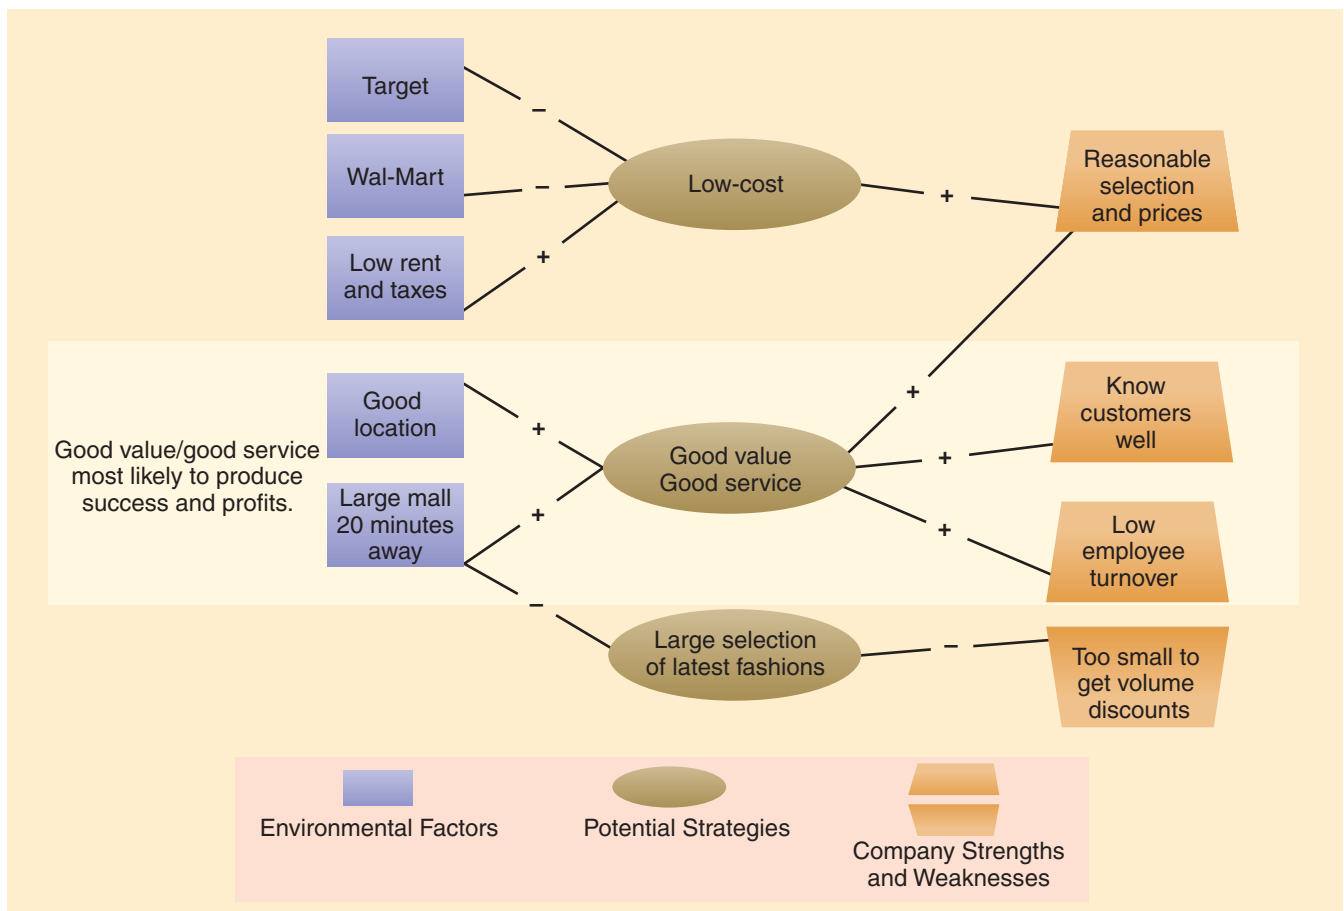 Target
–
Wal-Mart
–
Low rent
and taxes
+
Low-cost
+
Reasonable
selection
and prices
+
Good value/good service
most likely to produce
success and profits.
Good
location
+
Large mall
20 minutes
away
+
–
Good value
Good service
+
+
Know
customers
well
Low
employee
turnover
Large selection
of latest fashions
–
Too small to
get volume
discounts
Environmental Factors
Potential Strategies
Company Strengths
and Weaknesses